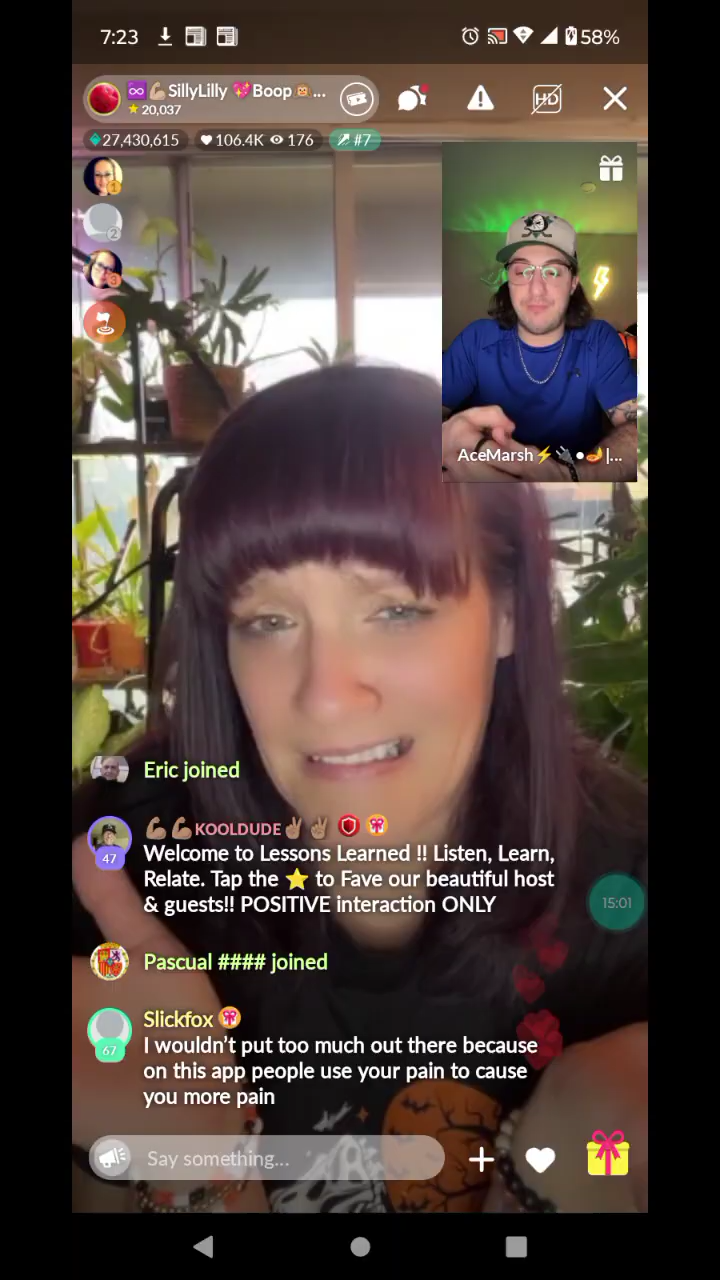 7:23
58%
♾️💪🏽SillyLilly 💖Boop🙉...
⭐ 20,037
HD
27,430,615
106.4K
176
#7
1
2
3
AceMarsh⚡🔌●🪔|...
Eric joined
💪🏽💪🏽KOOLDUDE✌🏽✌🏽
47
Welcome to Lessons Learned !! Listen, Learn,
Relate. Tap the ⭐ to Fave our beautiful host
& guests!! POSITIVE interaction ONLY
15:01
Pascual #### joined
Slickfox
67
I wouldn't put too much out there because
on this app people use your pain to cause
you more pain
Say something...